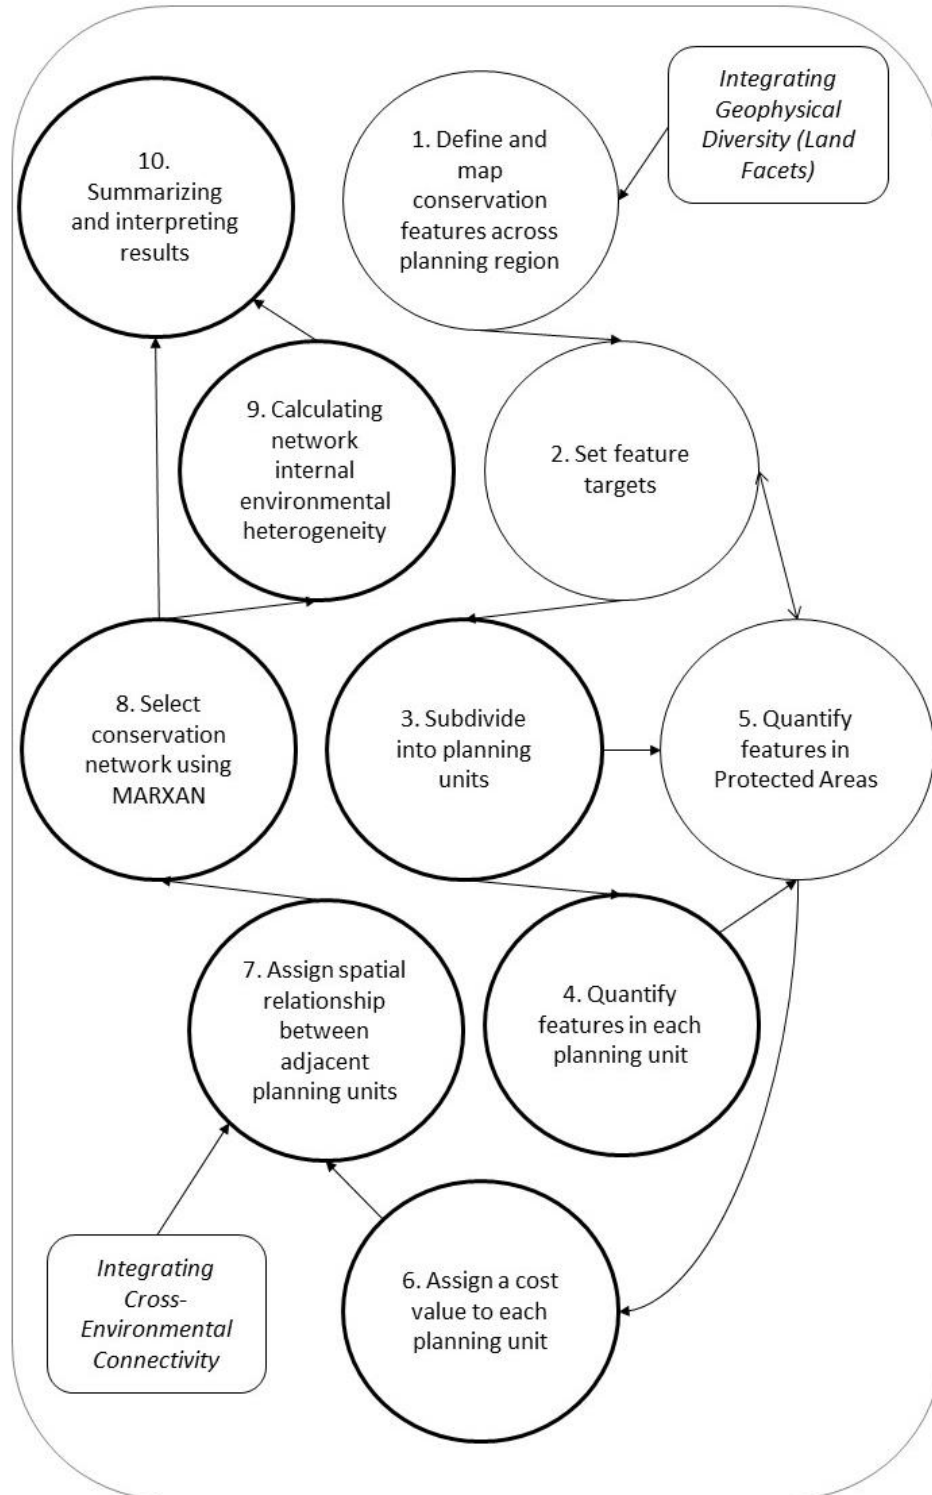 Integrating
Geophysical
Diversity (Land
Facets)
1. Define and
map
conservation
features across
planning region
2. Set feature
targets
3. Subdivide
into planning
units
4. Quantify
features in each
planning unit
5. Quantify
features in
Protected Areas
6. Assign a cost
value to each
planning unit
Integrating
Cross-
Environmental
Connectivity
7. Assign spatial
relationship
between
adjacent
planning units
8. Select
conservation
network using
MARXAN
9. Calculating
network
internal
environmental
heterogeneity
10.
Summarizing
and interpreting
results